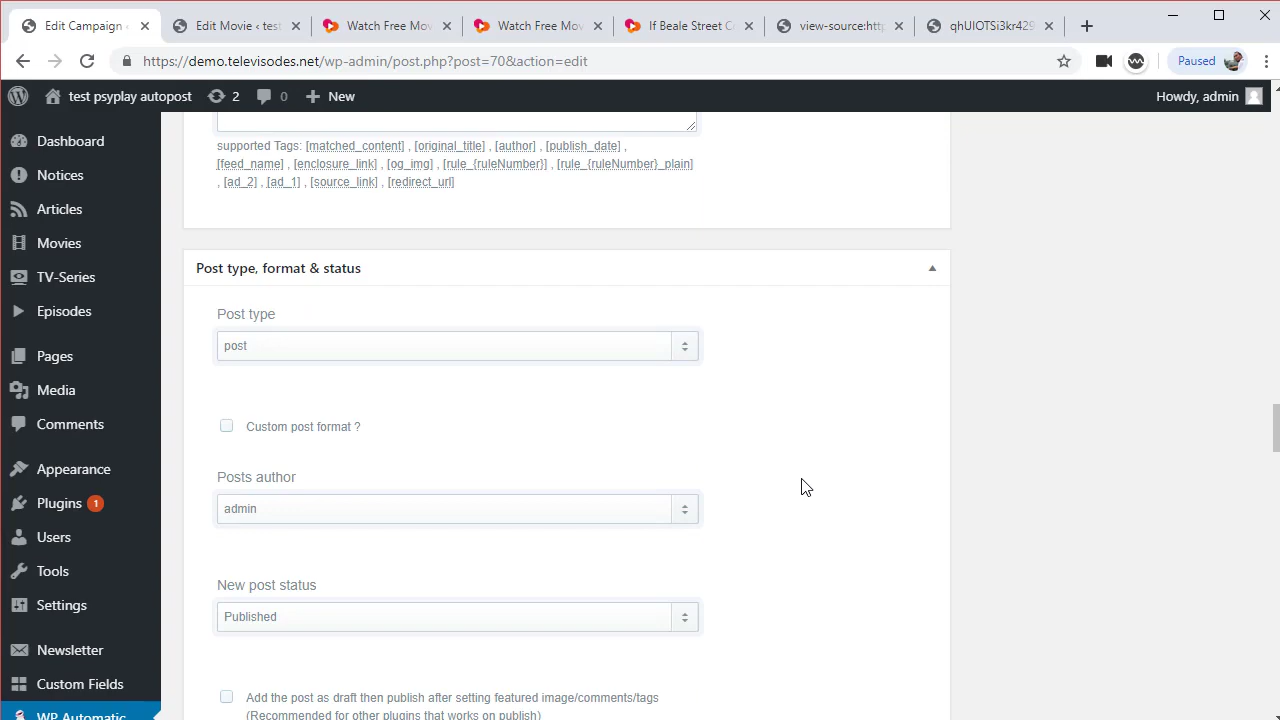 Edit Campaign ‹
Edit Movie ‹ test
Watch Free Mov
Watch Free Mov
If Beale Street C
view-source:http
qhUIOTSi3kr429
https://demo.televisodes.net/wp-admin/post.php?post=70&action=edit
Paused
test psyplay autopost
2
0
New
Howdy, admin
Dashboard
Notices
Articles
Movies
TV-Series
Episodes
Pages
Media
Comments
Appearance
Plugins 1
Users
Tools
Settings
Newsletter
Custom Fields
WP Automatic
supported Tags: [matched_content] , [original_title] , [author] , [publish_date] ,
[feed_name] , [enclosure_link] , [og_img] , [rule_{ruleNumber}] , [rule_{ruleNumber}_plain]
, [ad_2] , [ad_1] , [source_link] , [redirect_url]
Post type, format & status
Post type
post
Custom post format ?
Posts author
admin
New post status
Published
Add the post as draft then publish after setting featured image/comments/tags
(Recommended for other plugins that works on publish)